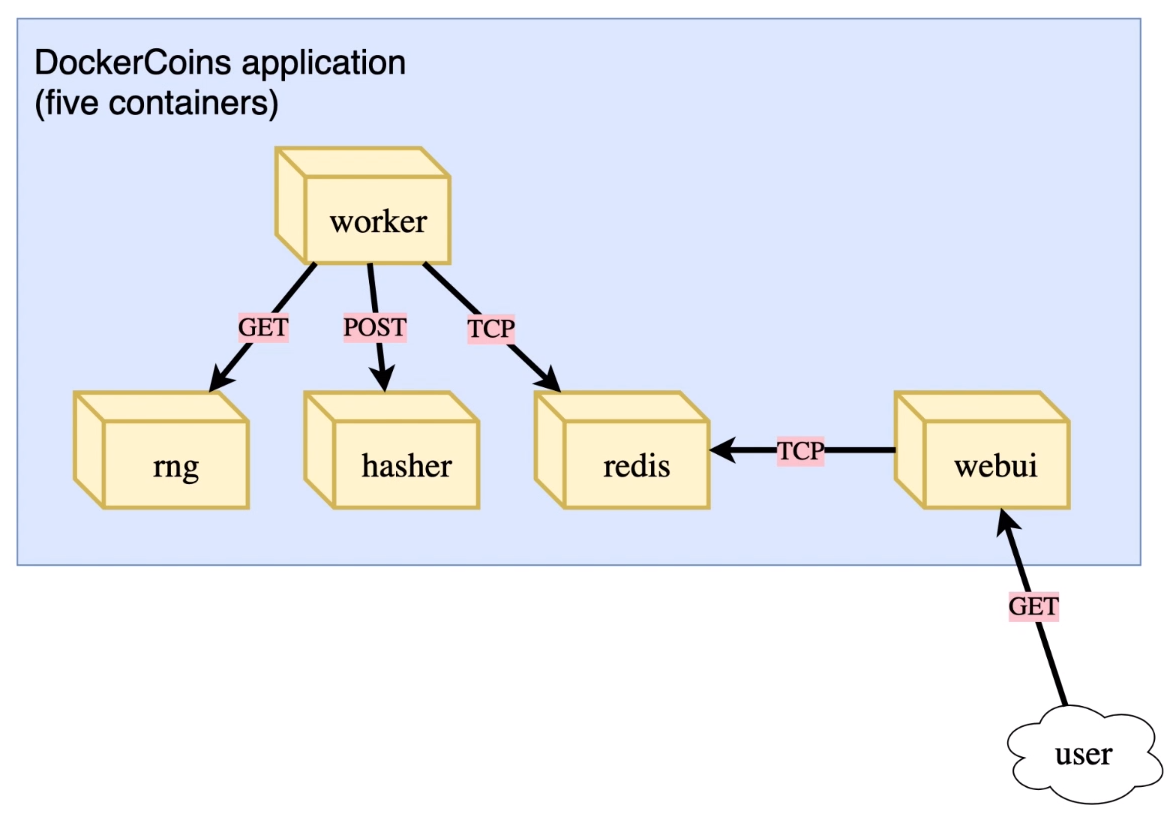 DockerCoins application
(five containers)
worker
GET
POST
TCP
rng
hasher
redis
TCP
webui
GET
user